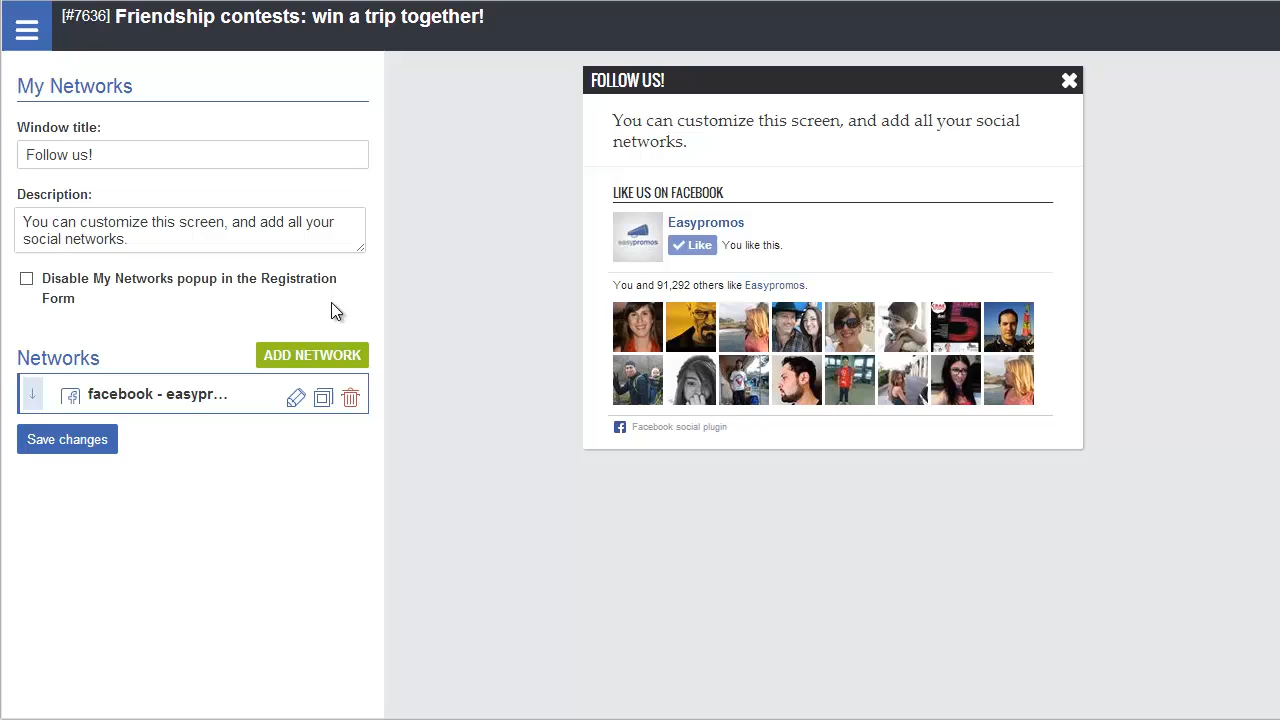 [#7636] Friendship contests: win a trip together!
My Networks
Window title:
Follow us!
Description:
You can customize this screen, and add all your
social networks.
Disable My Networks popup in the Registration
Form
Networks
ADD NETWORK
facebook - easypr...
Save changes
FOLLOW US!
You can customize this screen, and add all your social
networks.
LIKE US ON FACEBOOK
easypromos
Easypromos
Like You like this.
You and 91,292 others like Easypromos.
Facebook social plugin